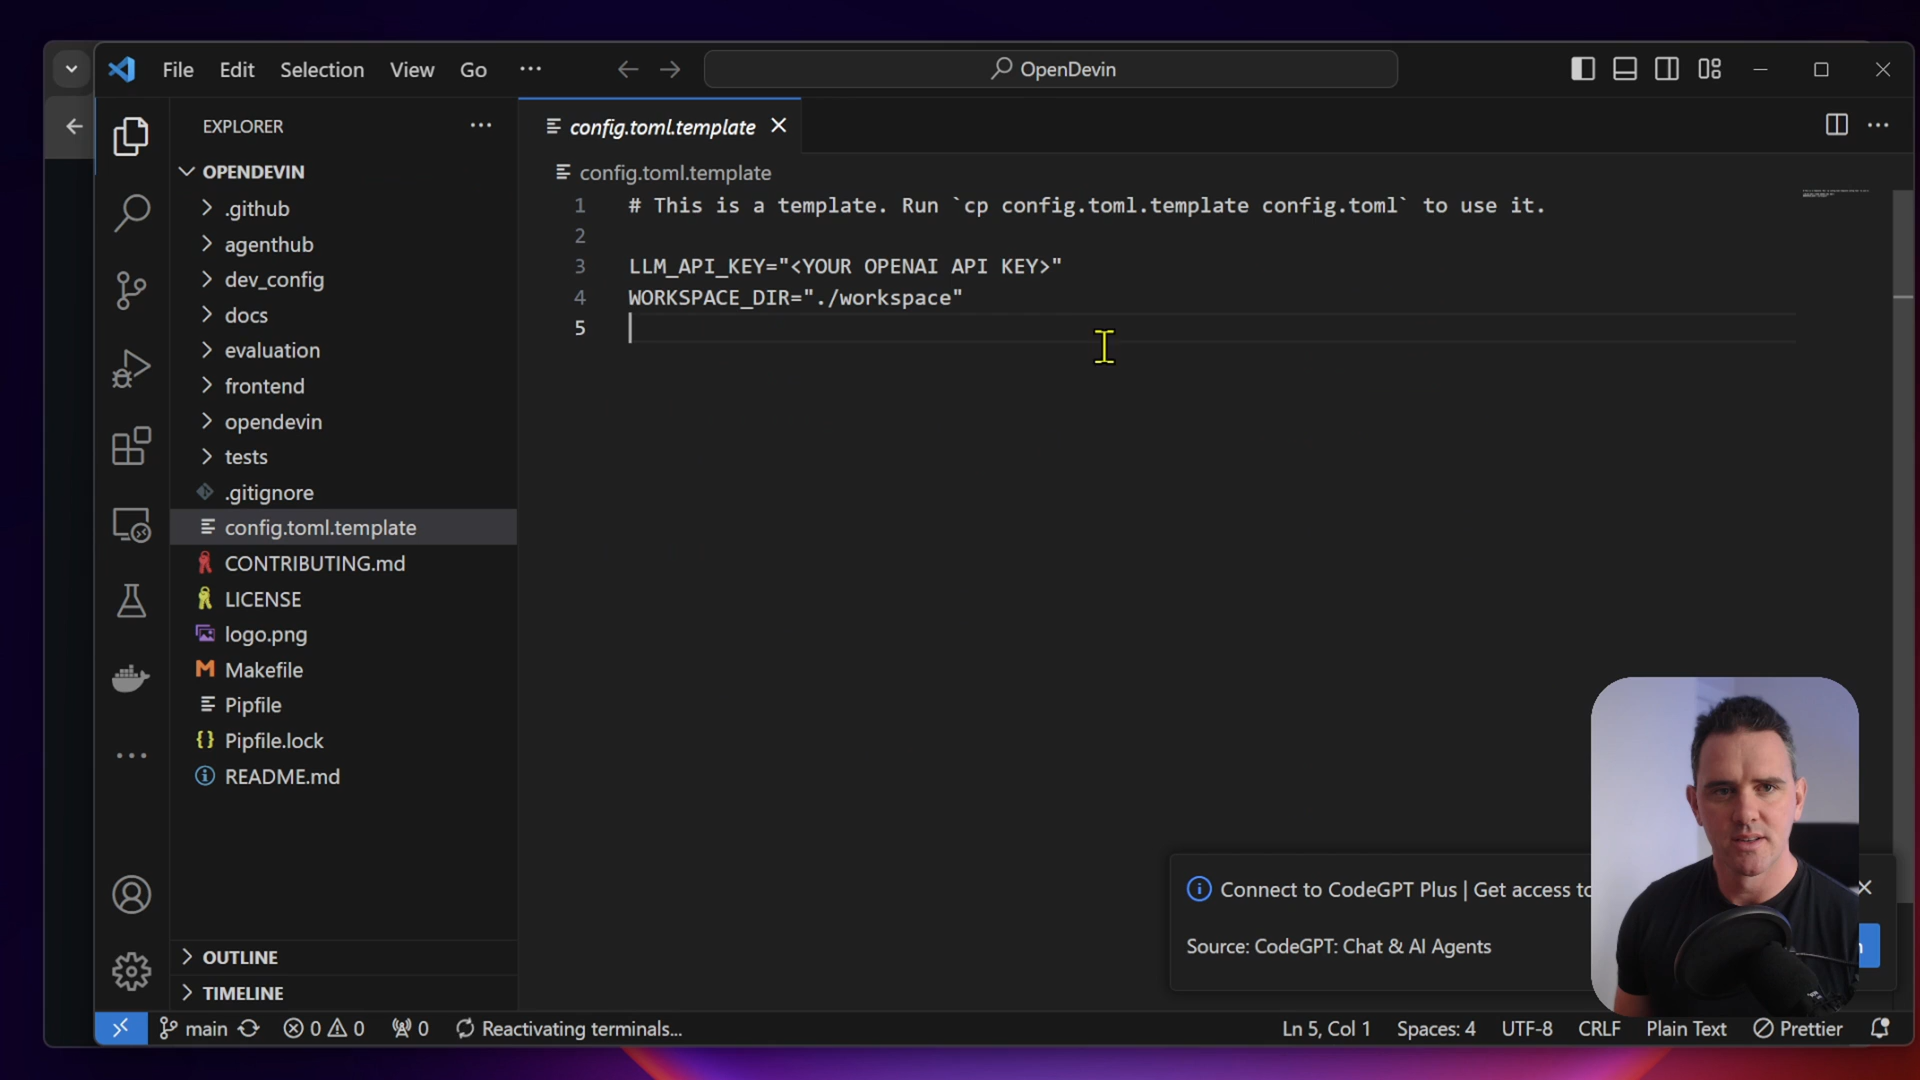 File Edit Selection View Go ··· OpenDevin
EXPLORER
OPENDEVIN
.github
agenthub
dev_config
docs
evaluation
frontend
opendevin
tests
.gitignore
config.toml.template
CONTRIBUTING.md
LICENSE
logo.png
Makefile
Pipfile
Pipfile.lock
README.md
OUTLINE
TIMELINE
config.toml.template
config.toml.template
1 # This is a template. Run `cp config.toml.template config.toml` to use it.
2
3 LLM_API_KEY="<YOUR OPENAI API KEY>"
4 WORKSPACE_DIR="./workspace"
5
Connect to CodeGPT Plus | Get access to
Source: CodeGPT: Chat & AI Agents
main 0 0 0 Reactivating terminals... Ln 5, Col 1 Spaces: 4 UTF-8 CRLF Plain Text Prettier